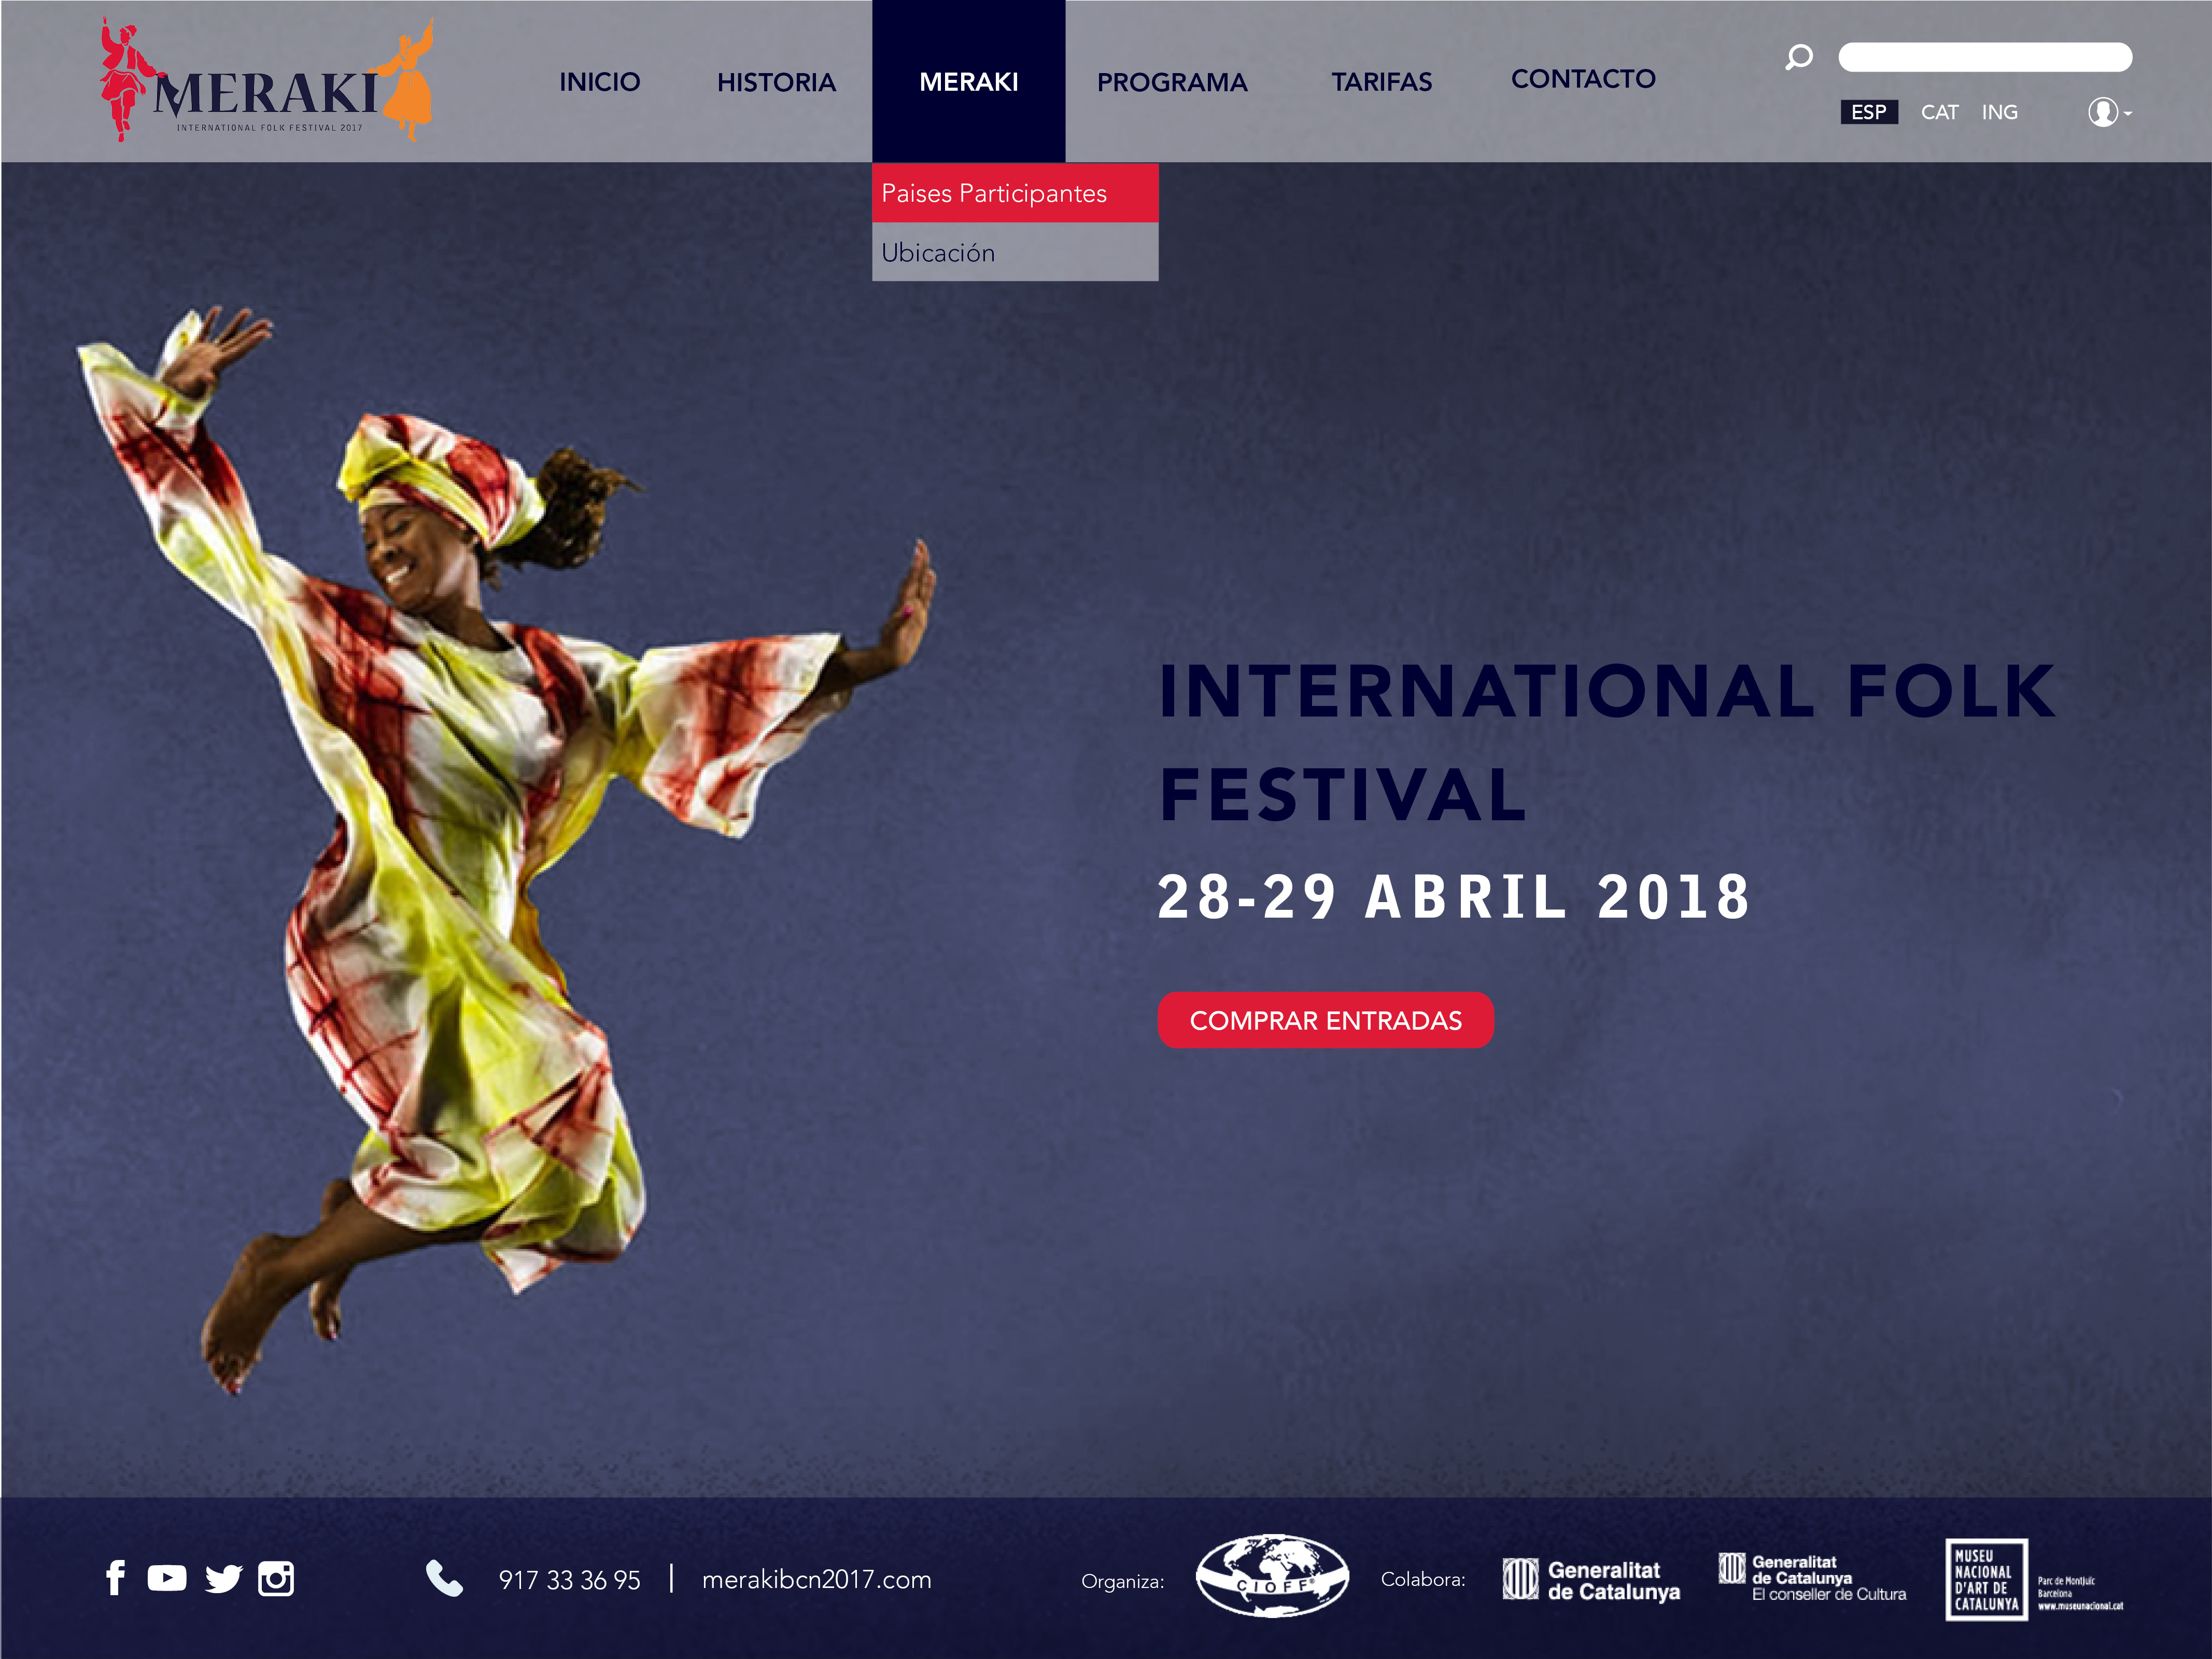 MERAKI
INTERNATIONAL FOLK FESTIVAL 2017
INICIO
HISTORIA
MERAKI
PROGRAMA
TARIFAS
CONTACTO
ESP CAT ING
Paises Participantes
Ubicación
INTERNATIONAL FOLK
FESTIVAL
28-29 ABRIL 2018
COMPRAR ENTRADAS
917 33 36 95 | merakibcn2017.com
Organiza:
CIOFF®
Colabora:
Generalitat
de Catalunya
Generalitat
de Catalunya
El conseller de Cultura
MUSEU
NACIONAL
D'ART DE
CATALUNYA
Parc de Montjuïc
Barcelona
www.museunacional.cat